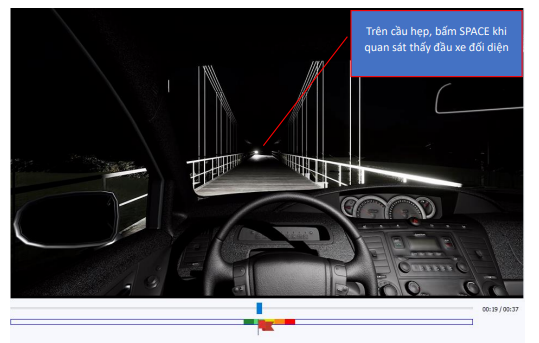 Trên cầu hẹp, bấm SPACE khi
quan sát thấy đầu xe đối diện
00:19 / 00:37